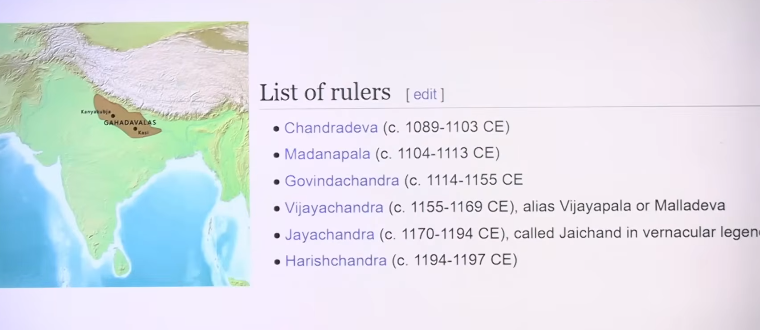 Kanyakubja
GAHADAVALAS
Kasi
List of rulers [ edit ]
• Chandradeva (c. 1089-1103 CE)
• Madanapala (c. 1104-1113 CE)
• Govindachandra (c. 1114-1155 CE
• Vijayachandra (c. 1155-1169 CE), alias Vijayapala or Malladeva
• Jayachandra (c. 1170-1194 CE), called Jaichand in vernacular legen
• Harishchandra (c. 1194-1197 CE)